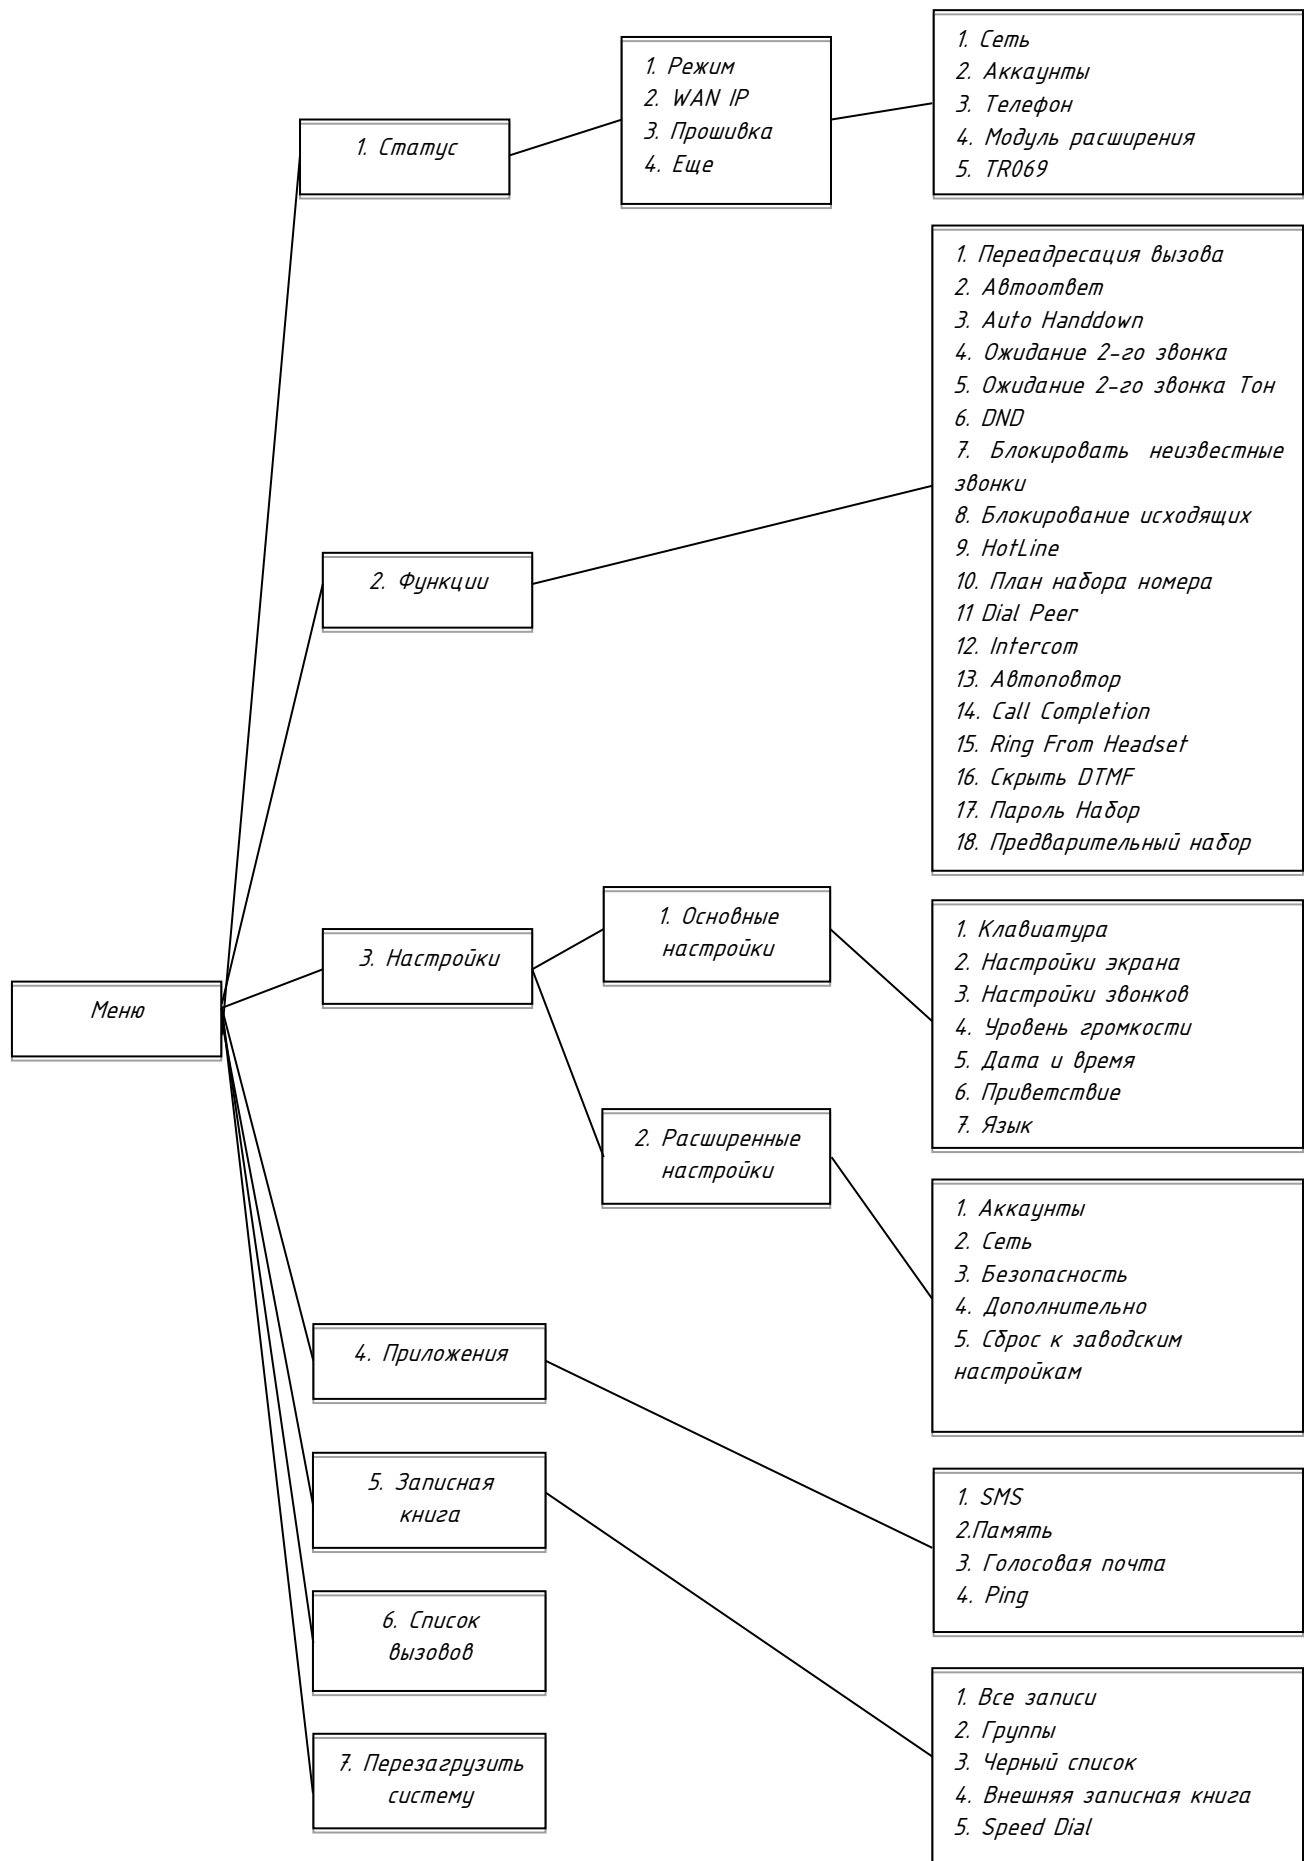 Меню
1. Статус
1. Режим
2. WAN IP
3. Прошивка
4. Еще
1. Сеть
2. Аккаунты
3. Телефон
4. Модуль расширения
5. TR069
2. Функции
1. Переадресация вызова
2. Автоответ
3. Auto Handdown
4. Ожидание 2-го звонка
5. Ожидание 2-го звонка Тон
6. DND
7. Блокировать неизвестные
звонки
8. Блокирование исходящих
9. HotLine
10. План набора номера
11 Dial Peer
12. Intercom
13. Автоповтор
14. Call Completion
15. Ring From Headset
16. Скрыть DTMF
17. Пароль Набор
18. Предварительный набор
3. Настройки
1. Основные
настройки
1. Клавиатура
2. Настройки экрана
3. Настройки звонков
4. Уровень громкости
5. Дата и время
6. Приветствие
7. Язык
2. Расширенные
настройки
1. Аккаунты
2. Сеть
3. Безопасность
4. Дополнительно
5. Сброс к заводским
настройкам
4. Приложения
1. SMS
2.Память
3. Голосовая почта
4. Ping
5. Записная
книга
1. Все записи
2. Группы
3. Черный список
4. Внешняя записная книга
5. Speed Dial
6. Список
вызовов
7. Перезагрузить
систему